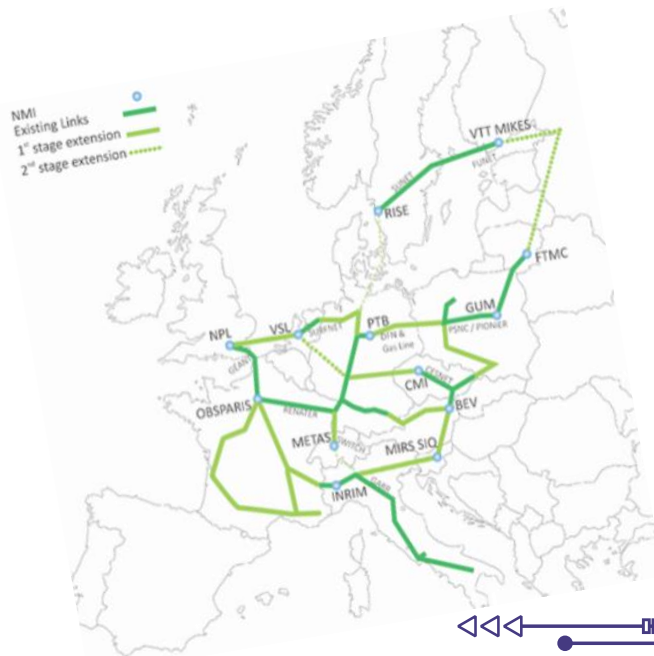 NMI
Existing Links
1st stage extension
2nd stage extension
VTT MIKES
FUNET
SUNET
RISE
FTMC
GUM
PSNC / PIONIER
PTB
DFN &
Gas Line
VSL
SURFNET
NPL
GEANT
CMI
CESNET
OBSPARIS
RENATER
BEV
METAS
SWITCH
MIRS SIQ
INRIM
GARR